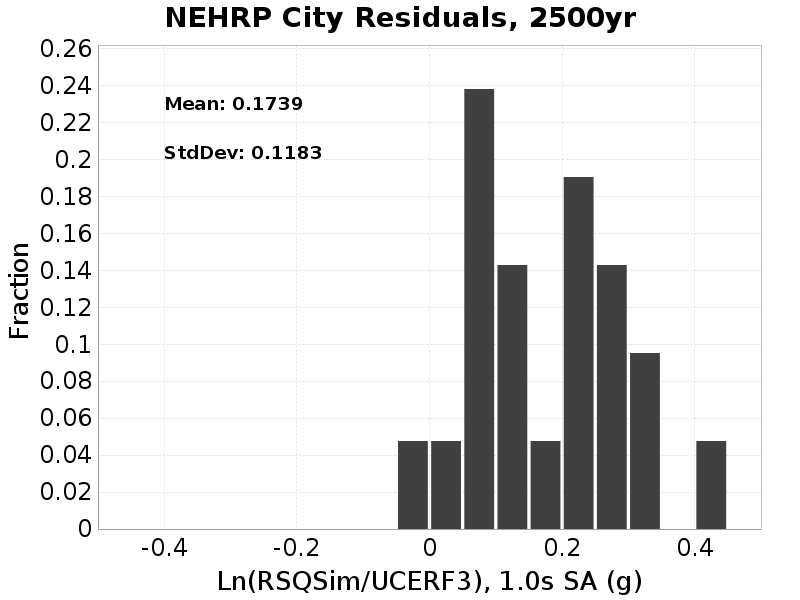 NEHRP City Residuals, 2500yr
0.26
0.24
Mean: 0.1739
0.22
StdDev: 0.1183
0.2
0.18
0.16
0.14
0.12
0.1
0.08
0.06
0.04
0.02
0
Fraction
-0.4 -0.2 0 0.2 0.4
Ln(RSQSim/UCERF3), 1.0s SA (g)